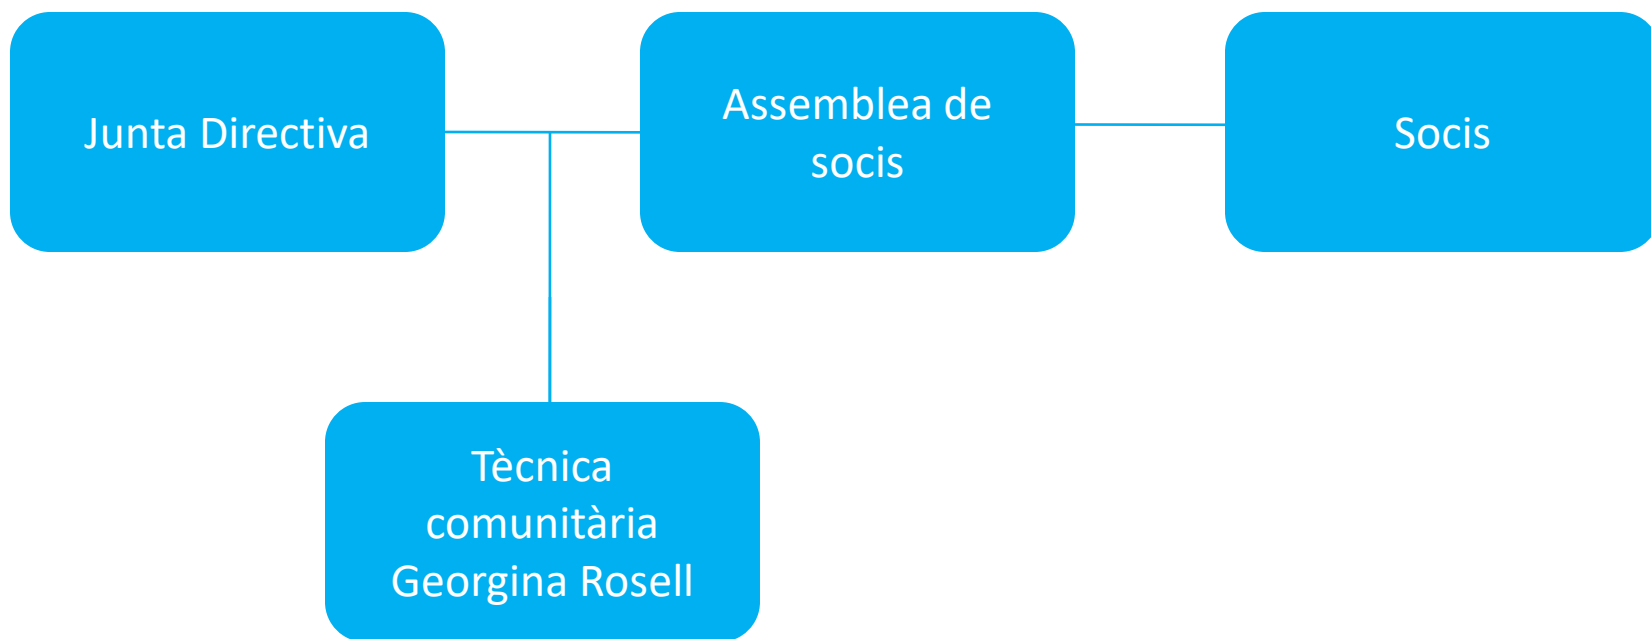 Junta Directiva
Assemblea de
socis
Socis
Tècnica
comunitària
Georgina Rosell